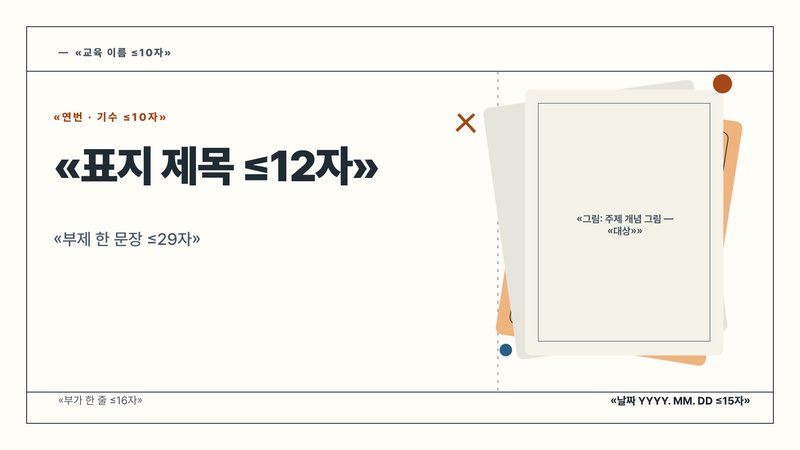 — «교육 이름 ≤10자»
«연번 · 기수 ≤10자»
«표지 제목 ≤12자»
«부제 한 문장 ≤29자»
«그림: 주제 개념 그림 —
«대상»»
«부가 한 줄 ≤16자»
«날짜 YYYY. MM. DD ≤15자»